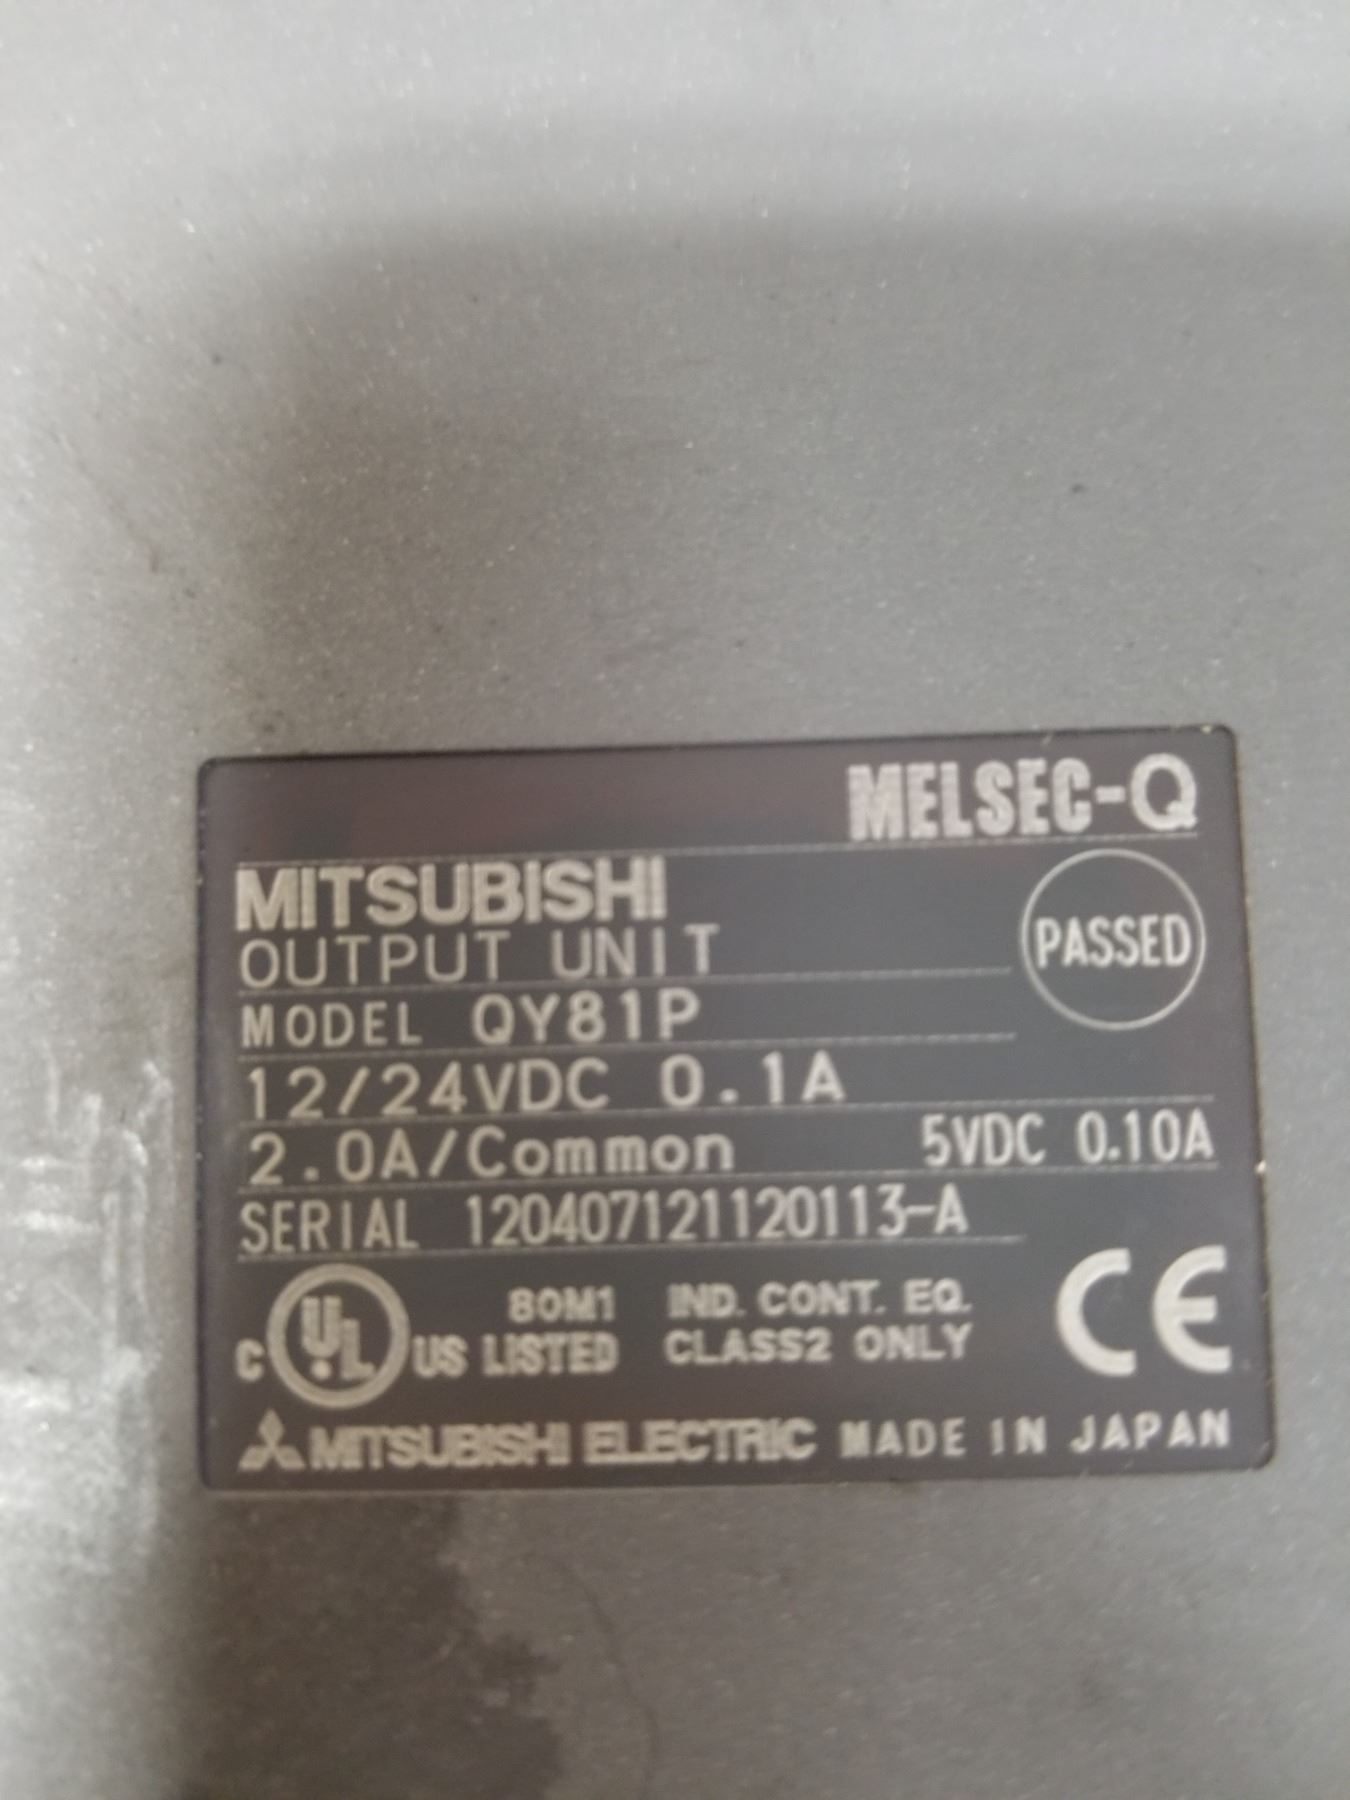 MELSEC-Q
MITSUBISHI
OUTPUT UNIT
PASSED
MODEL QY81P
12/24VDC 0.1A
2.0A/Common 5VDC 0.10A
SERIAL 120407121120113-A
C UL US LISTED 80M1 IND. CONT. EQ. CLASS2 ONLY CE
MITSUBISHI ELECTRIC MADE IN JAPAN